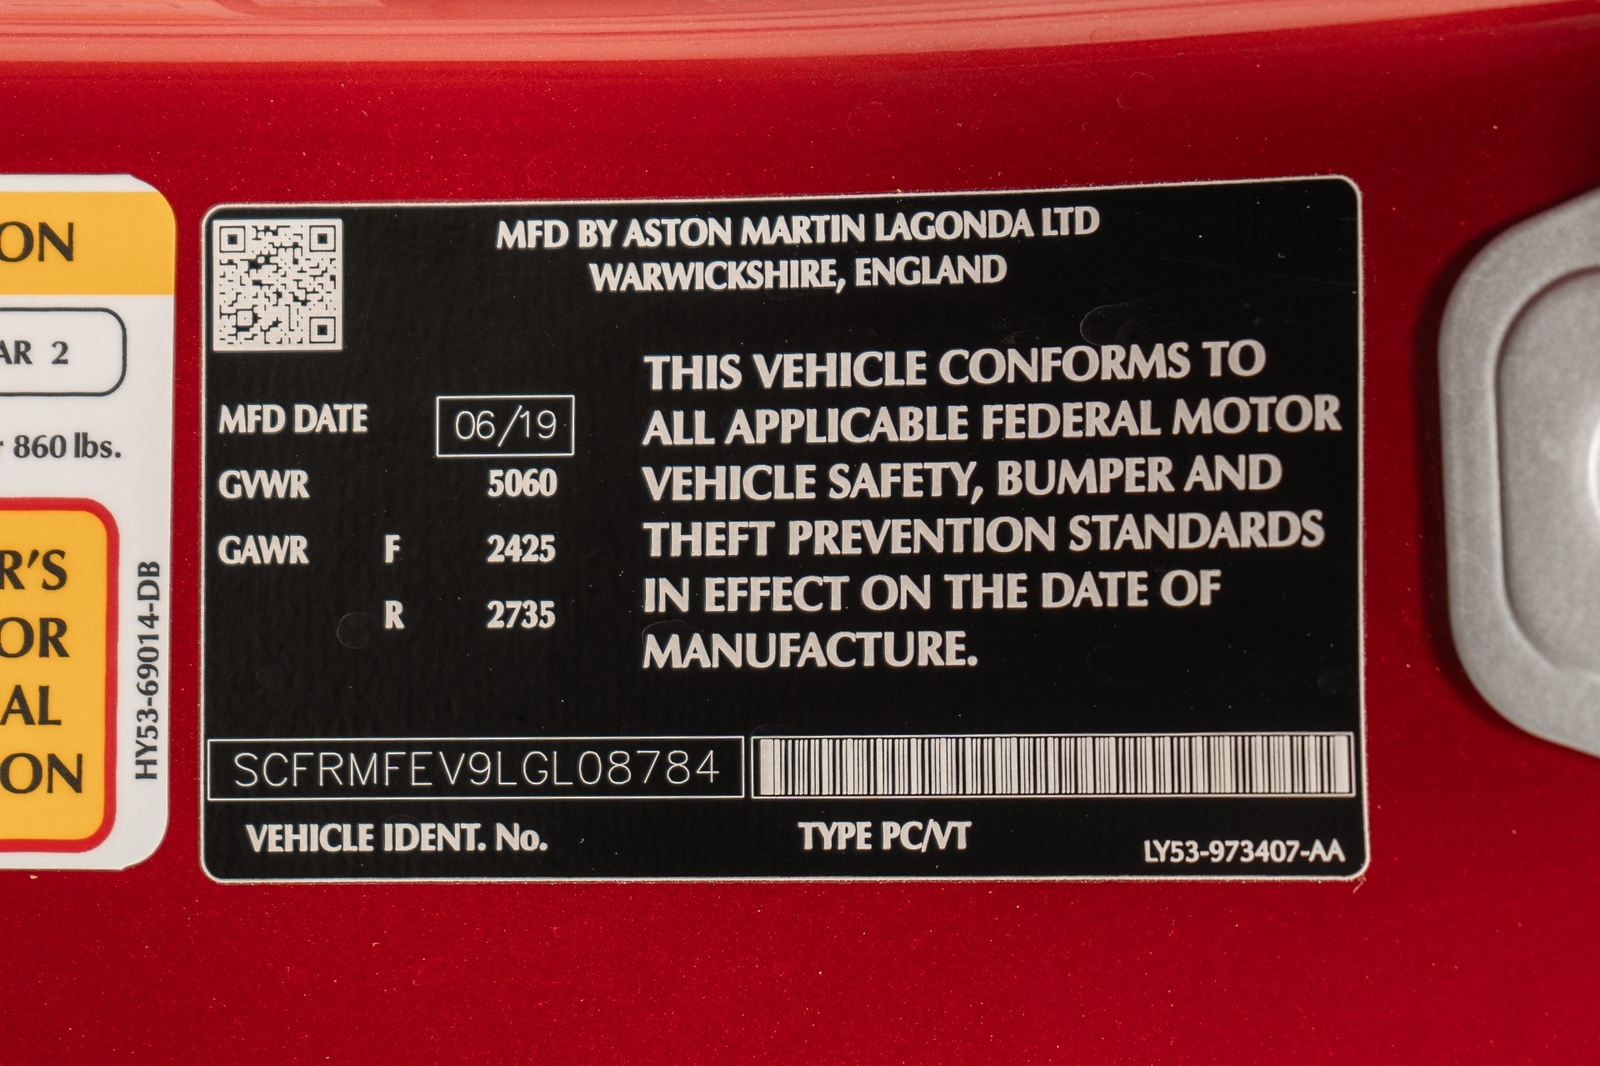 ON
AR 2
r 860 lbs.
R'S
OR
AL
ON
HY53-69014-DB
MFD BY ASTON MARTIN LAGONDA LTD
WARWICKSHIRE, ENGLAND
MFD DATE 06/19
GVWR 5060
GAWR F 2425
R 2735
THIS VEHICLE CONFORMS TO
ALL APPLICABLE FEDERAL MOTOR
VEHICLE SAFETY, BUMPER AND
THEFT PREVENTION STANDARDS
IN EFFECT ON THE DATE OF
MANUFACTURE.
SCFRMFEV9LGL08784
VEHICLE IDENT. No.
TYPE PC/VT
LY53-973407-AA